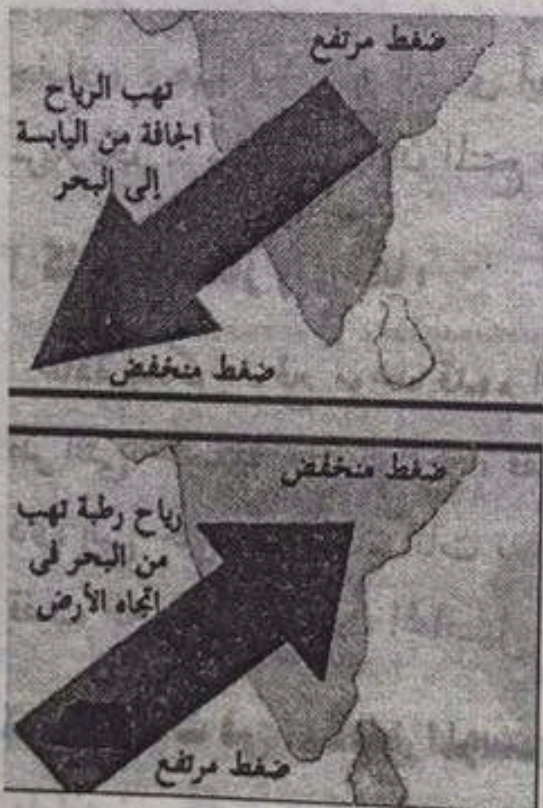 ضغط مرتفع
تهب الرياح
الجافة من اليابسة
إلى البحر
ضغط منخفض
ضغط منخفض
رياح رطبة تهب
من البحر فى
اتجاه الأرض
ضغط مرتفع